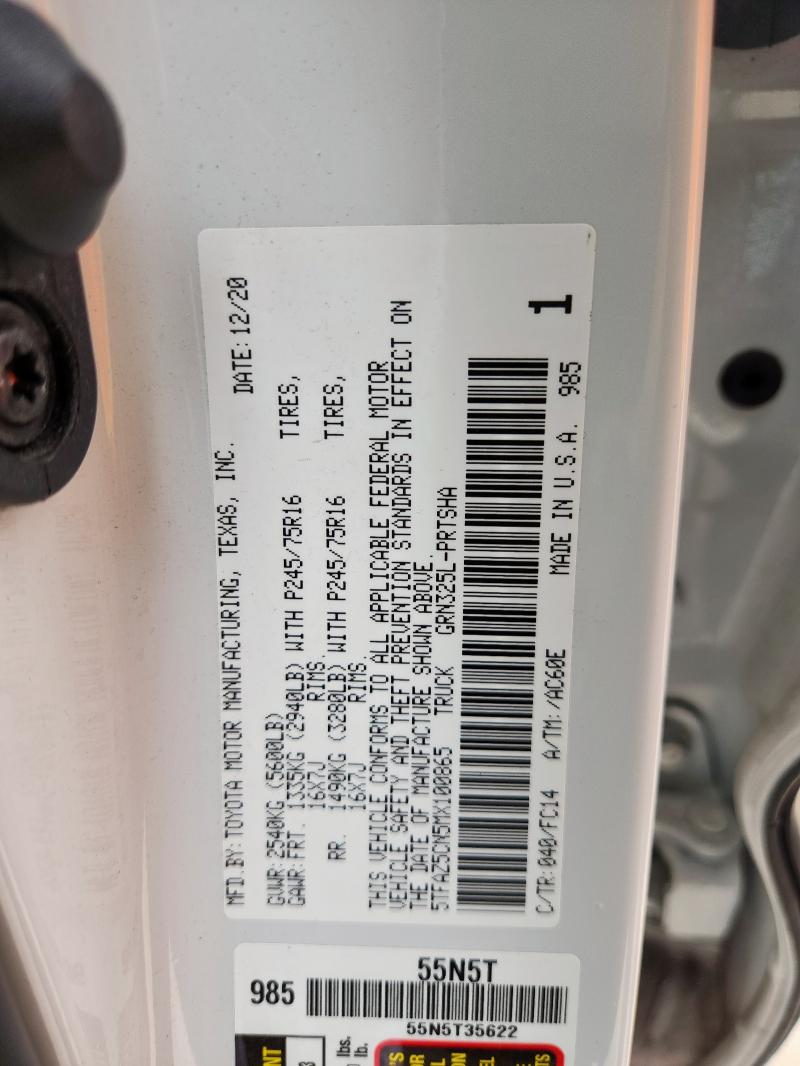 MFD.BY: TOYOTA MOTOR MANUFACTURING, TEXAS, INC. DATE: 12/20
GVWR: 2540KG (5600LB)
GAWR: FRT. 1335KG (2940LB) WITH P245/75R16 TIRES,
16X7J RIMS.
RR. 1490KG (3280LB) WITH P245/75R16 TIRES,
16X7J RIMS.
THIS VEHICLE CONFORMS TO ALL APPLICABLE FEDERAL MOTOR
VEHICLE SAFETY AND THEFT PREVENTION STANDARDS IN EFFECT ON
THE DATE OF MANUFACTURE SHOWN ABOVE.
5TFAZ5CN5MX100865 TRUCK GRN325L-PRTSHA
C/TR: 040/FC14 A/TM: /AC60E MADE IN U.S.A. 985
1
55N5T
985
55N5T35622
lbs.
lb.